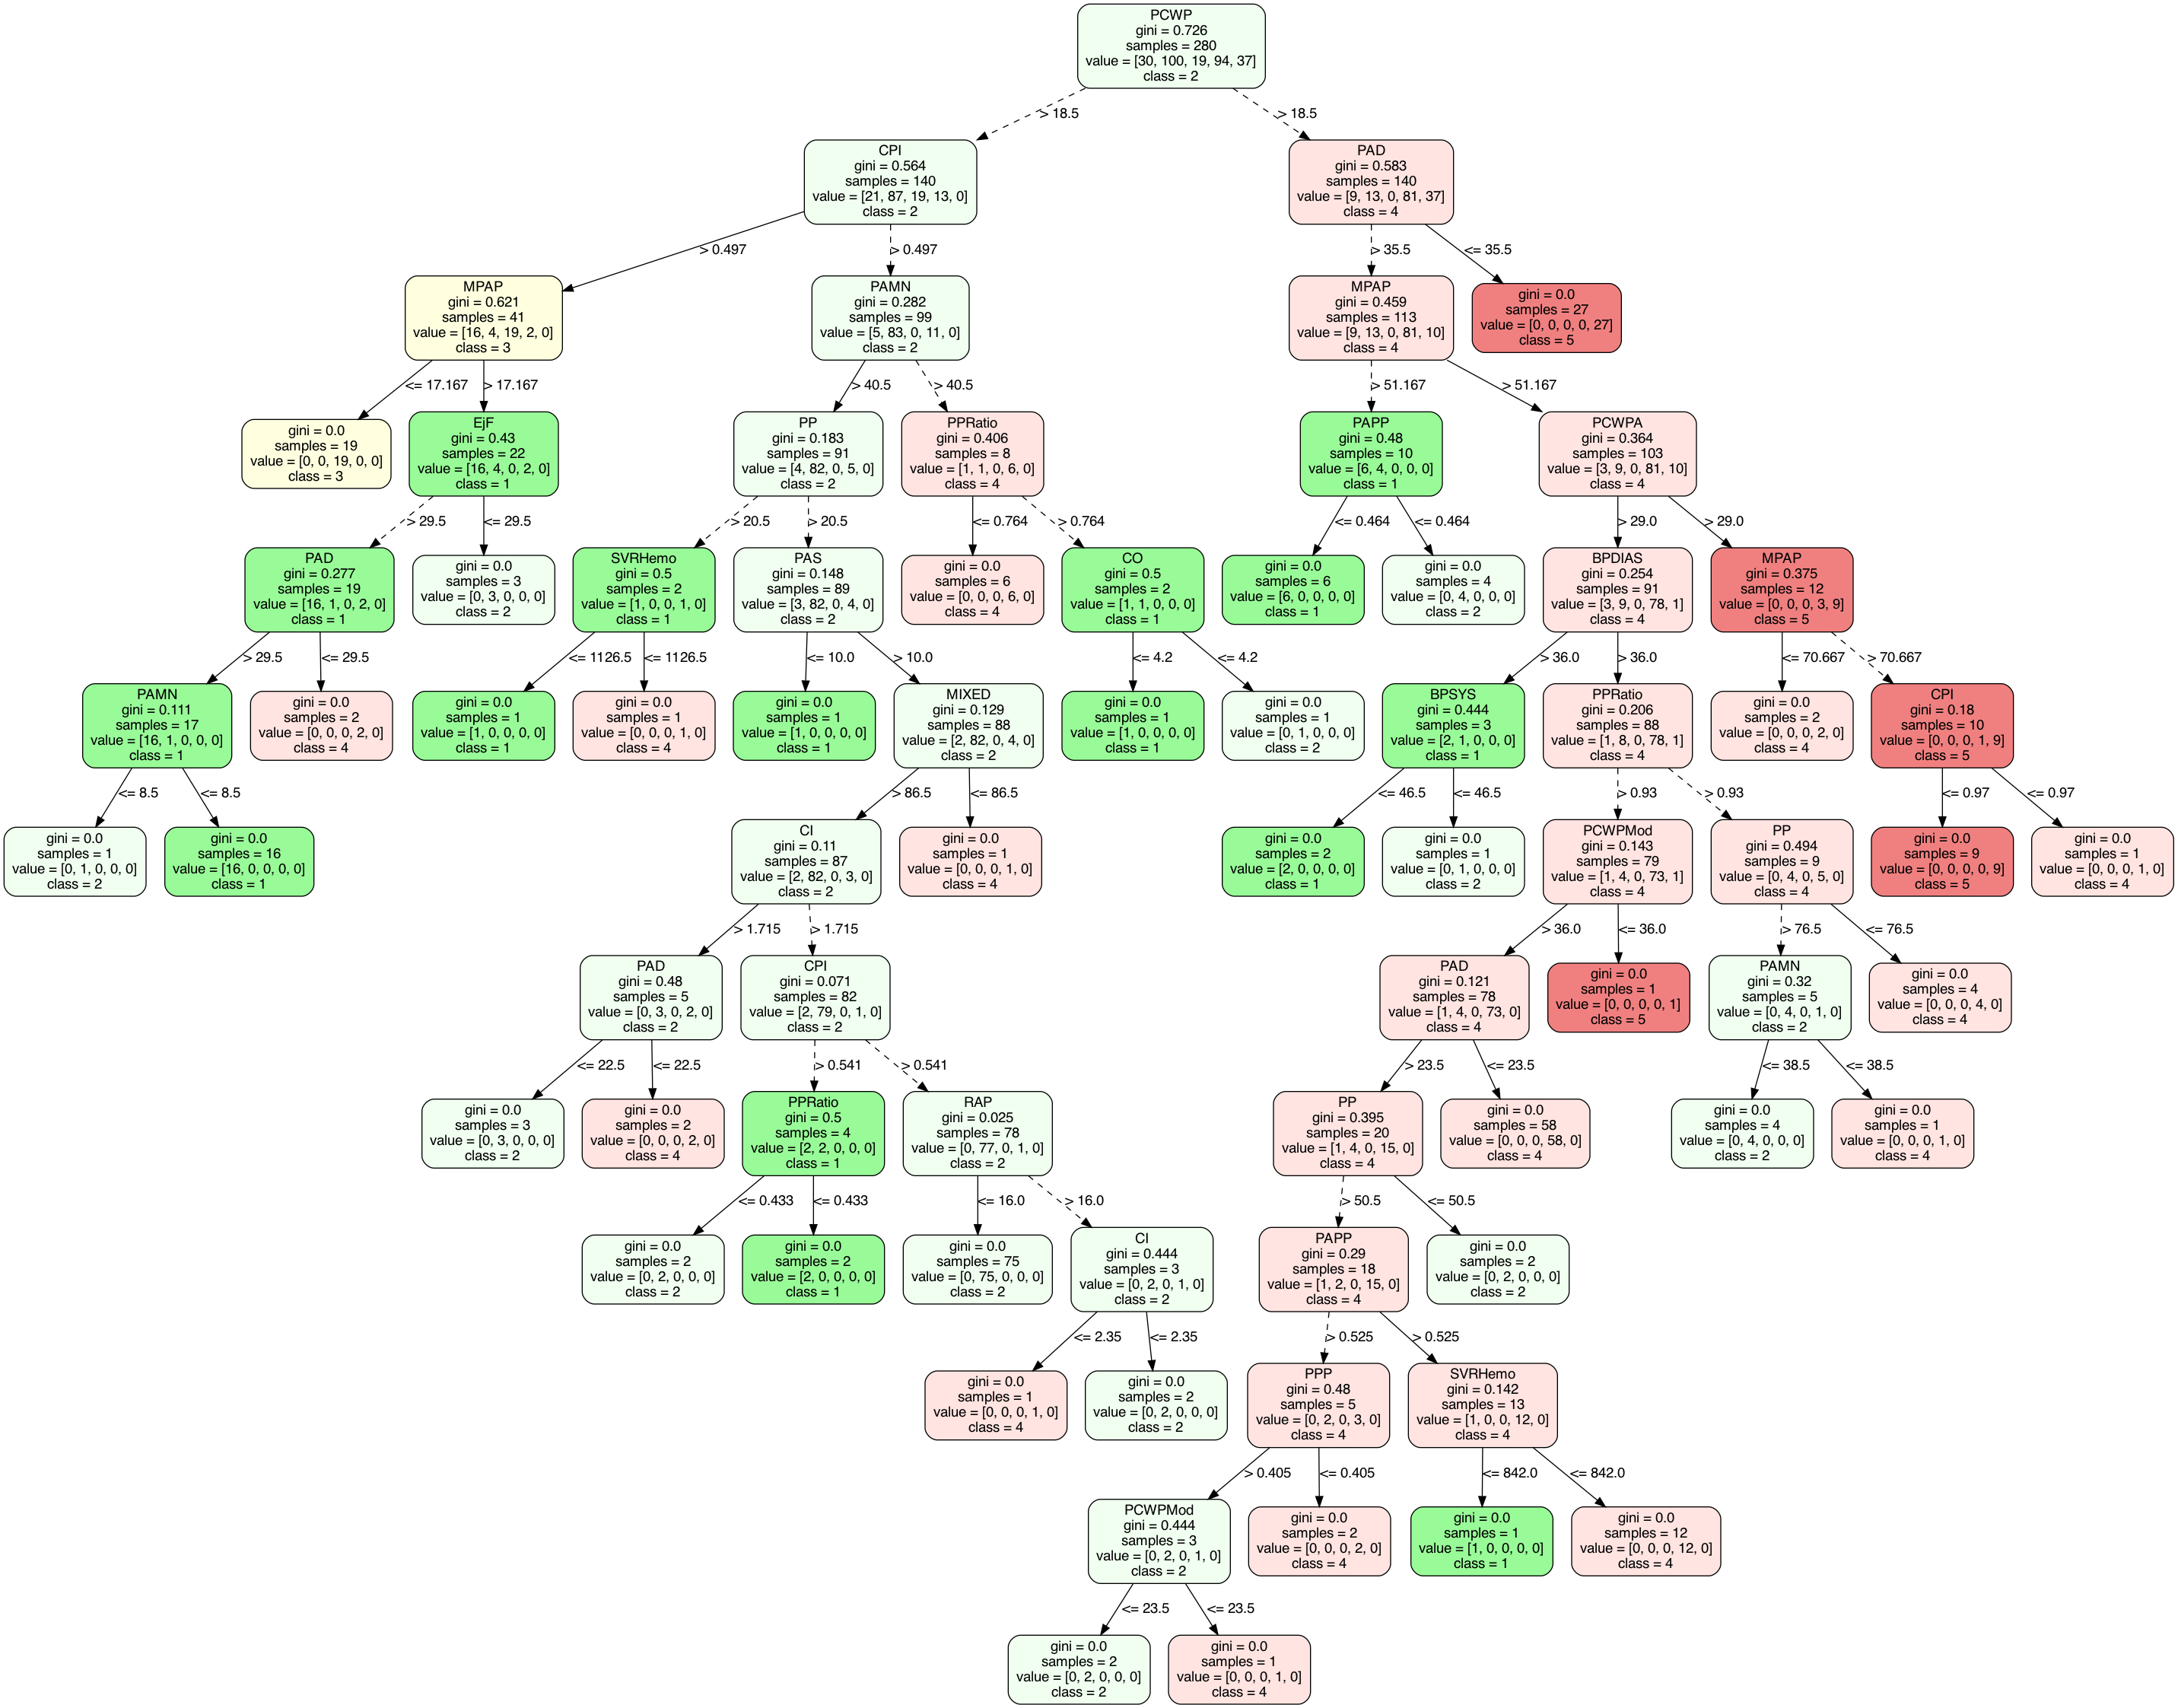 PCWP
gini = 0.726
samples = 280
value = [30, 100, 19, 94, 37]
class = 2
> 18.5
> 18.5
CPI
gini = 0.564
samples = 140
value = [21, 87, 19, 13, 0]
class = 2
PAD
gini = 0.583
samples = 140
value = [9, 13, 0, 81, 37]
class = 4
> 0.497
> 0.497
> 35.5
<= 35.5
MPAP
gini = 0.621
samples = 41
value = [16, 4, 19, 2, 0]
class = 3
PAMN
gini = 0.282
samples = 99
value = [5, 83, 0, 11, 0]
class = 2
MPAP
gini = 0.459
samples = 113
value = [9, 13, 0, 81, 10]
class = 4
gini = 0.0
samples = 27
value = [0, 0, 0, 0, 27]
class = 5
<= 17.167
> 17.167
> 40.5
> 40.5
> 51.167
> 51.167
gini = 0.0
samples = 19
value = [0, 0, 19, 0, 0]
class = 3
EjF
gini = 0.43
samples = 22
value = [16, 4, 0, 2, 0]
class = 1
PP
gini = 0.183
samples = 91
value = [4, 82, 0, 5, 0]
class = 2
PPRatio
gini = 0.406
samples = 8
value = [1, 1, 0, 6, 0]
class = 4
PAPP
gini = 0.48
samples = 10
value = [6, 4, 0, 0, 0]
class = 1
PCWPA
gini = 0.364
samples = 103
value = [3, 9, 0, 81, 10]
class = 4
> 29.5
<= 29.5
> 20.5
> 20.5
<= 0.764
> 0.764
<= 0.464
<= 0.464
> 29.0
> 29.0
PAD
gini = 0.277
samples = 19
value = [16, 1, 0, 2, 0]
class = 1
gini = 0.0
samples = 3
value = [0, 3, 0, 0, 0]
class = 2
SVRHemo
gini = 0.5
samples = 2
value = [1, 0, 0, 1, 0]
class = 1
PAS
gini = 0.148
samples = 89
value = [3, 82, 0, 4, 0]
class = 2
gini = 0.0
samples = 6
value = [0, 0, 0, 6, 0]
class = 4
CO
gini = 0.5
samples = 2
value = [1, 1, 0, 0, 0]
class = 1
gini = 0.0
samples = 6
value = [6, 0, 0, 0, 0]
class = 1
gini = 0.0
samples = 4
value = [0, 4, 0, 0, 0]
class = 2
BPDIAS
gini = 0.254
samples = 91
value = [3, 9, 0, 78, 1]
class = 4
MPAP
gini = 0.375
samples = 12
value = [0, 0, 0, 3, 9]
class = 5
> 29.5
<= 29.5
<= 1126.5
<= 1126.5
<= 10.0
> 10.0
<= 4.2
<= 4.2
> 36.0
> 36.0
<= 70.667
> 70.667
PAMN
gini = 0.111
samples = 17
value = [16, 1, 0, 0, 0]
class = 1
gini = 0.0
samples = 2
value = [0, 0, 0, 2, 0]
class = 4
gini = 0.0
samples = 1
value = [1, 0, 0, 0, 0]
class = 1
gini = 0.0
samples = 1
value = [0, 0, 0, 1, 0]
class = 4
gini = 0.0
samples = 1
value = [1, 0, 0, 0, 0]
class = 1
MIXED
gini = 0.129
samples = 88
value = [2, 82, 0, 4, 0]
class = 2
gini = 0.0
samples = 1
value = [1, 0, 0, 0, 0]
class = 1
gini = 0.0
samples = 1
value = [0, 1, 0, 0, 0]
class = 2
BPSYS
gini = 0.444
samples = 3
value = [2, 1, 0, 0, 0]
class = 1
PPRatio
gini = 0.206
samples = 88
value = [1, 8, 0, 78, 1]
class = 4
gini = 0.0
samples = 2
value = [0, 0, 0, 2, 0]
class = 4
CPI
gini = 0.18
samples = 10
value = [0, 0, 0, 1, 9]
class = 5
<= 8.5
<= 8.5
> 86.5
<= 86.5
<= 46.5
<= 46.5
> 0.93
> 0.93
<= 0.97
<= 0.97
gini = 0.0
samples = 1
value = [0, 1, 0, 0, 0]
class = 2
gini = 0.0
samples = 16
value = [16, 0, 0, 0, 0]
class = 1
CI
gini = 0.11
samples = 87
value = [2, 82, 0, 3, 0]
class = 2
gini = 0.0
samples = 1
value = [0, 0, 0, 1, 0]
class = 4
gini = 0.0
samples = 2
value = [2, 0, 0, 0, 0]
class = 1
gini = 0.0
samples = 1
value = [0, 1, 0, 0, 0]
class = 2
PCWPMod
gini = 0.143
samples = 79
value = [1, 4, 0, 73, 1]
class = 4
PP
gini = 0.494
samples = 9
value = [0, 4, 0, 5, 0]
class = 4
gini = 0.0
samples = 9
value = [0, 0, 0, 0, 9]
class = 5
gini = 0.0
samples = 1
value = [0, 0, 0, 1, 0]
class = 4
> 1.715
> 1.715
> 36.0
<= 36.0
> 76.5
<= 76.5
PAD
gini = 0.48
samples = 5
value = [0, 3, 0, 2, 0]
class = 2
CPI
gini = 0.071
samples = 82
value = [2, 79, 0, 1, 0]
class = 2
PAD
gini = 0.121
samples = 78
value = [1, 4, 0, 73, 0]
class = 4
gini = 0.0
samples = 1
value = [0, 0, 0, 0, 1]
class = 5
PAMN
gini = 0.32
samples = 5
value = [0, 4, 0, 1, 0]
class = 2
gini = 0.0
samples = 4
value = [0, 0, 0, 4, 0]
class = 4
<= 22.5
<= 22.5
> 0.541
> 0.541
> 23.5
<= 23.5
<= 38.5
<= 38.5
gini = 0.0
samples = 3
value = [0, 3, 0, 0, 0]
class = 2
gini = 0.0
samples = 2
value = [0, 0, 0, 2, 0]
class = 4
PPRatio
gini = 0.5
samples = 4
value = [2, 2, 0, 0, 0]
class = 1
RAP
gini = 0.025
samples = 78
value = [0, 77, 0, 1, 0]
class = 2
PP
gini = 0.395
samples = 20
value = [1, 4, 0, 15, 0]
class = 4
gini = 0.0
samples = 58
value = [0, 0, 0, 58, 0]
class = 4
gini = 0.0
samples = 4
value = [0, 4, 0, 0, 0]
class = 2
gini = 0.0
samples = 1
value = [0, 0, 0, 1, 0]
class = 4
<= 0.433
<= 0.433
<= 16.0
> 16.0
> 50.5
<= 50.5
gini = 0.0
samples = 2
value = [0, 2, 0, 0, 0]
class = 2
gini = 0.0
samples = 2
value = [2, 0, 0, 0, 0]
class = 1
gini = 0.0
samples = 75
value = [0, 75, 0, 0, 0]
class = 2
CI
gini = 0.444
samples = 3
value = [0, 2, 0, 1, 0]
class = 2
PAPP
gini = 0.29
samples = 18
value = [1, 2, 0, 15, 0]
class = 4
gini = 0.0
samples = 2
value = [0, 2, 0, 0, 0]
class = 2
<= 2.35
<= 2.35
> 0.525
> 0.525
gini = 0.0
samples = 1
value = [0, 0, 0, 1, 0]
class = 4
gini = 0.0
samples = 2
value = [0, 2, 0, 0, 0]
class = 2
PPP
gini = 0.48
samples = 5
value = [0, 2, 0, 3, 0]
class = 4
SVRHemo
gini = 0.142
samples = 13
value = [1, 0, 0, 12, 0]
class = 4
> 0.405
<= 0.405
<= 842.0
<= 842.0
PCWPMod
gini = 0.444
samples = 3
value = [0, 2, 0, 1, 0]
class = 2
gini = 0.0
samples = 2
value = [0, 0, 0, 2, 0]
class = 4
gini = 0.0
samples = 1
value = [1, 0, 0, 0, 0]
class = 1
gini = 0.0
samples = 12
value = [0, 0, 0, 12, 0]
class = 4
<= 23.5
<= 23.5
gini = 0.0
samples = 2
value = [0, 2, 0, 0, 0]
class = 2
gini = 0.0
samples = 1
value = [0, 0, 0, 1, 0]
class = 4